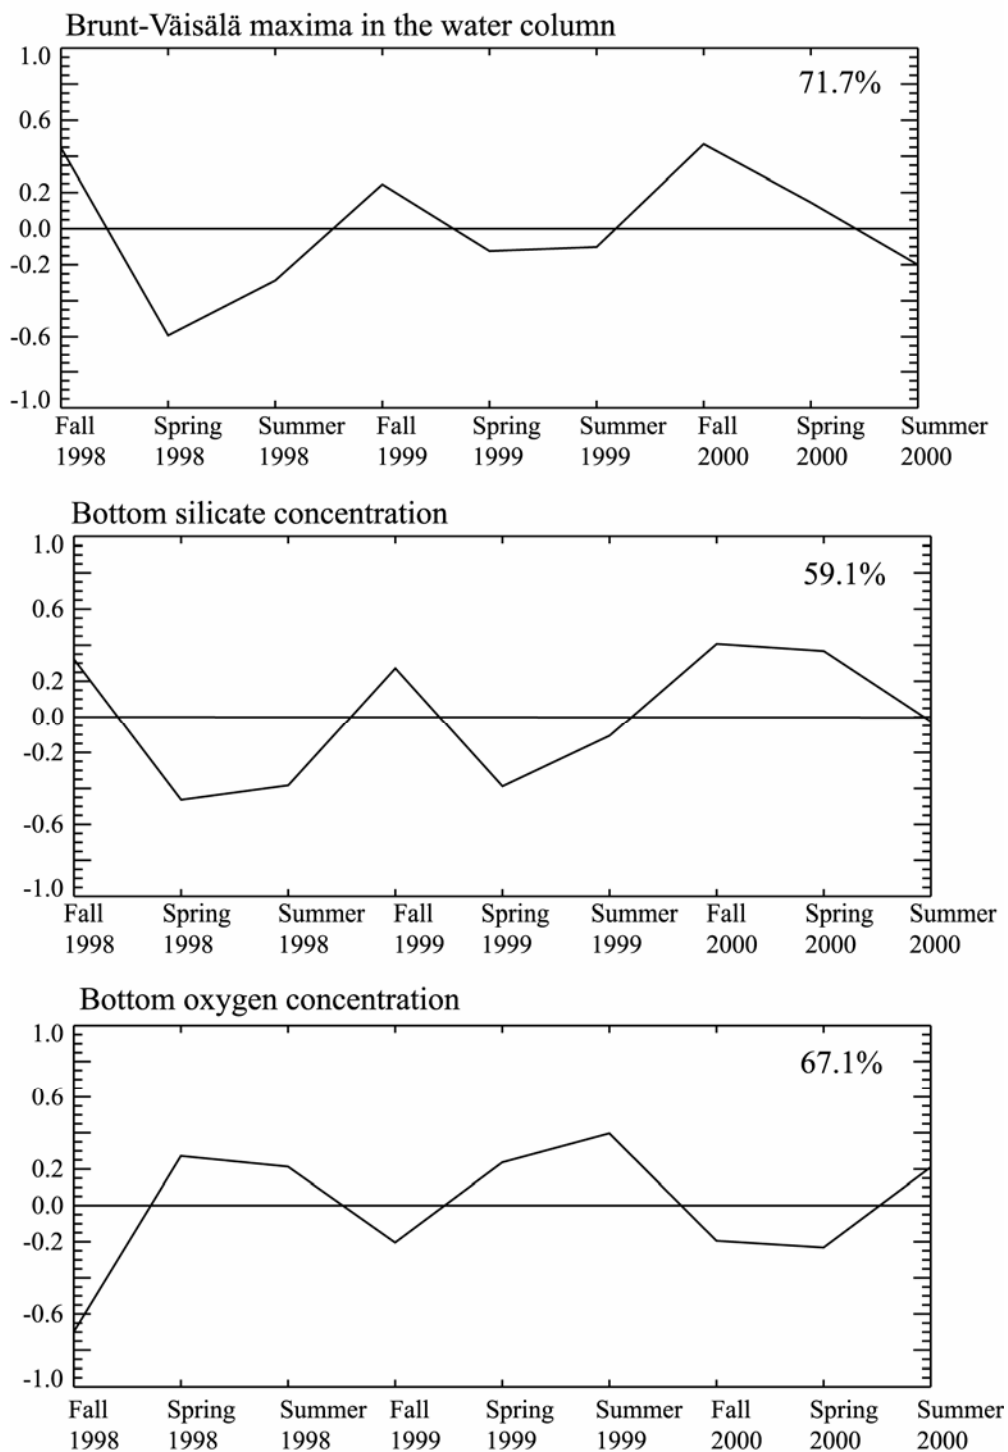 Brunt-Väisälä maxima in the water column
1.0
71.7%
0.6
0.2
0.0
-0.2
-0.6
-1.0
Fall Spring Summer Fall Spring Summer Fall Spring Summer
1998 1998 1998 1999 1999 1999 2000 2000 2000
Bottom silicate concentration
1.0
59.1%
0.6
0.2
0.0
-0.2
-0.6
-1.0
Fall Spring Summer Fall Spring Summer Fall Spring Summer
1998 1998 1998 1999 1999 1999 2000 2000 2000
Bottom oxygen concentration
1.0
67.1%
0.6
0.2
0.0
-0.2
-0.6
-1.0
Fall Spring Summer Fall Spring Summer Fall Spring Summer
1998 1998 1998 1999 1999 1999 2000 2000 2000